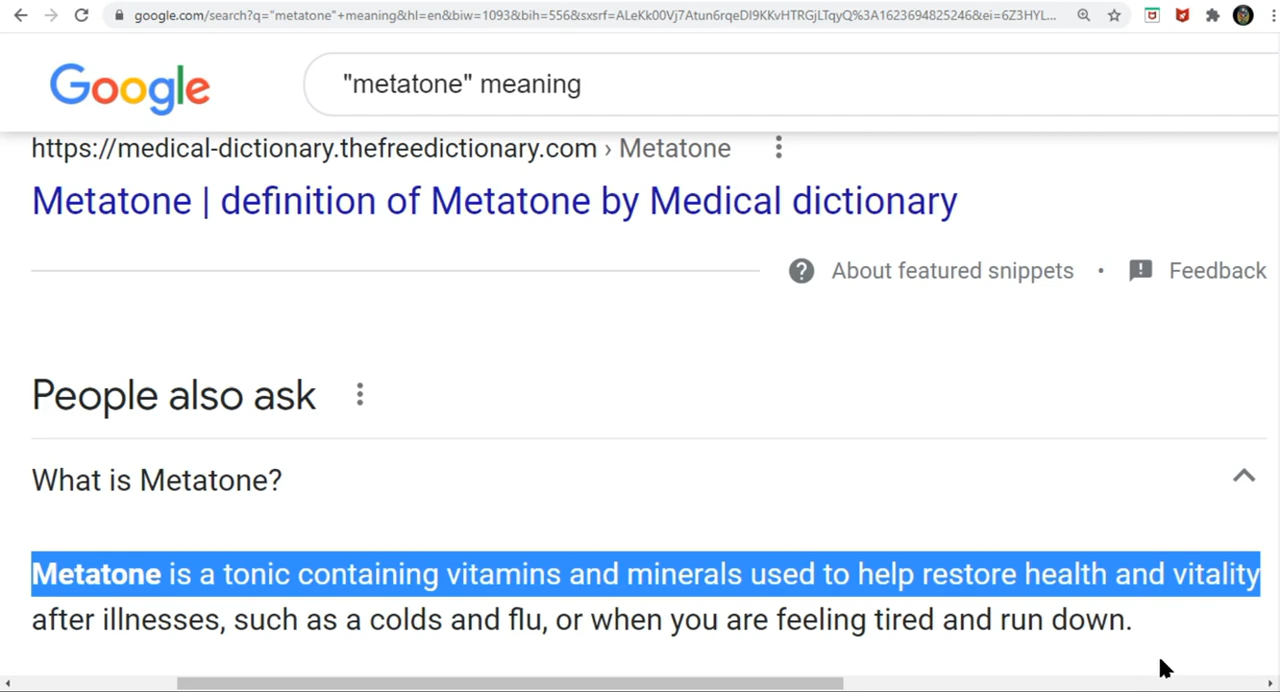 google.com/search?q="metatone"+meaning&hl=en&biw=1093&bih=556&sxsrf=ALeKk00Vj7Atun6rqeDI9KKvHTRGjLTqyQ%3A1623694825246&ei=6Z3HYL...
Google
"metatone" meaning
https://medical-dictionary.thefreedictionary.com › Metatone
Metatone | definition of Metatone by Medical dictionary
About featured snippets • Feedback
People also ask
What is Metatone?
Metatone is a tonic containing vitamins and minerals used to help restore health and vitality
after illnesses, such as a colds and flu, or when you are feeling tired and run down.